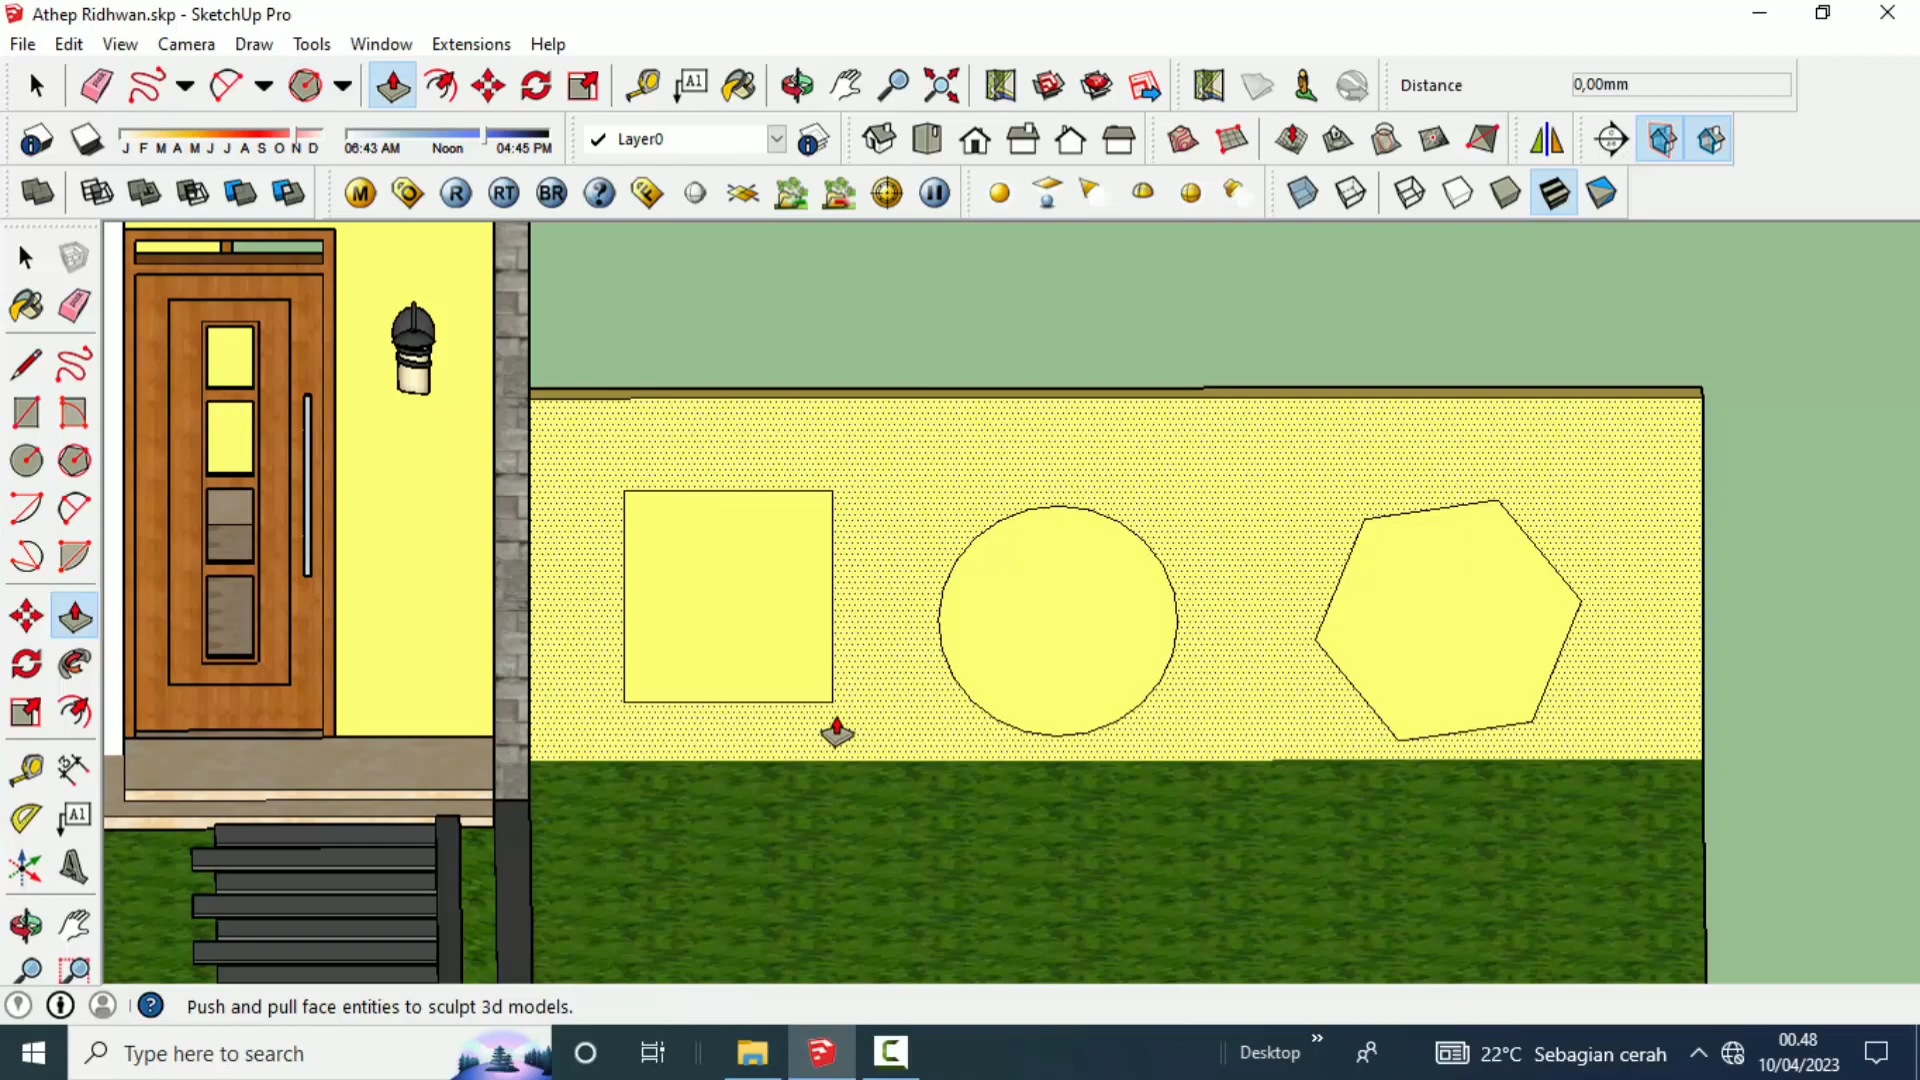 Athep Ridhwan.skp - SketchUp Pro
File Edit View Camera Draw Tools Window Extensions Help
A1
Distance 0,00mm
J F M A M J J A S O N D
06:43 AM Noon 04:45 PM
Layer0
M O R RT BR ? F
A1
Push and pull face entities to sculpt 3d models.
Type here to search
Desktop
22°C Sebagian cerah
00.48
10/04/2023